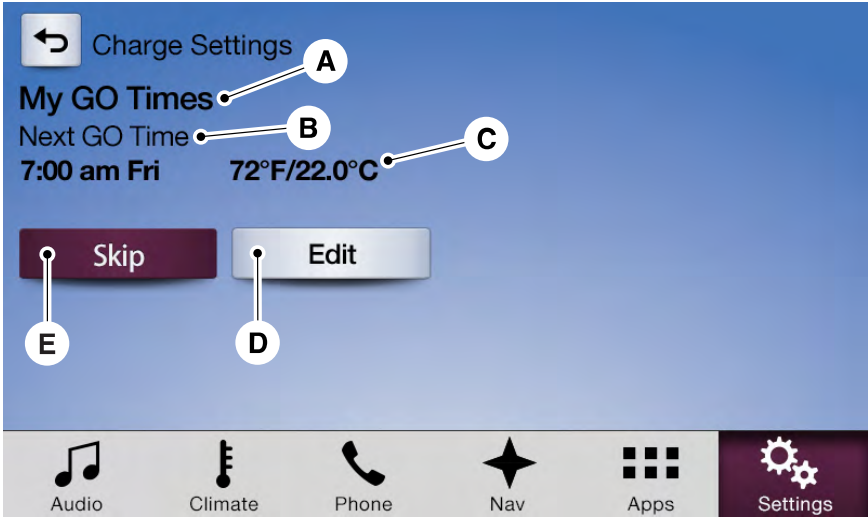 Charge Settings
A
My GO Times
B
Next GO Time
C
7:00 am Fri 72°F/22.0°C
Skip Edit
E D
Audio Climate Phone Nav Apps Settings